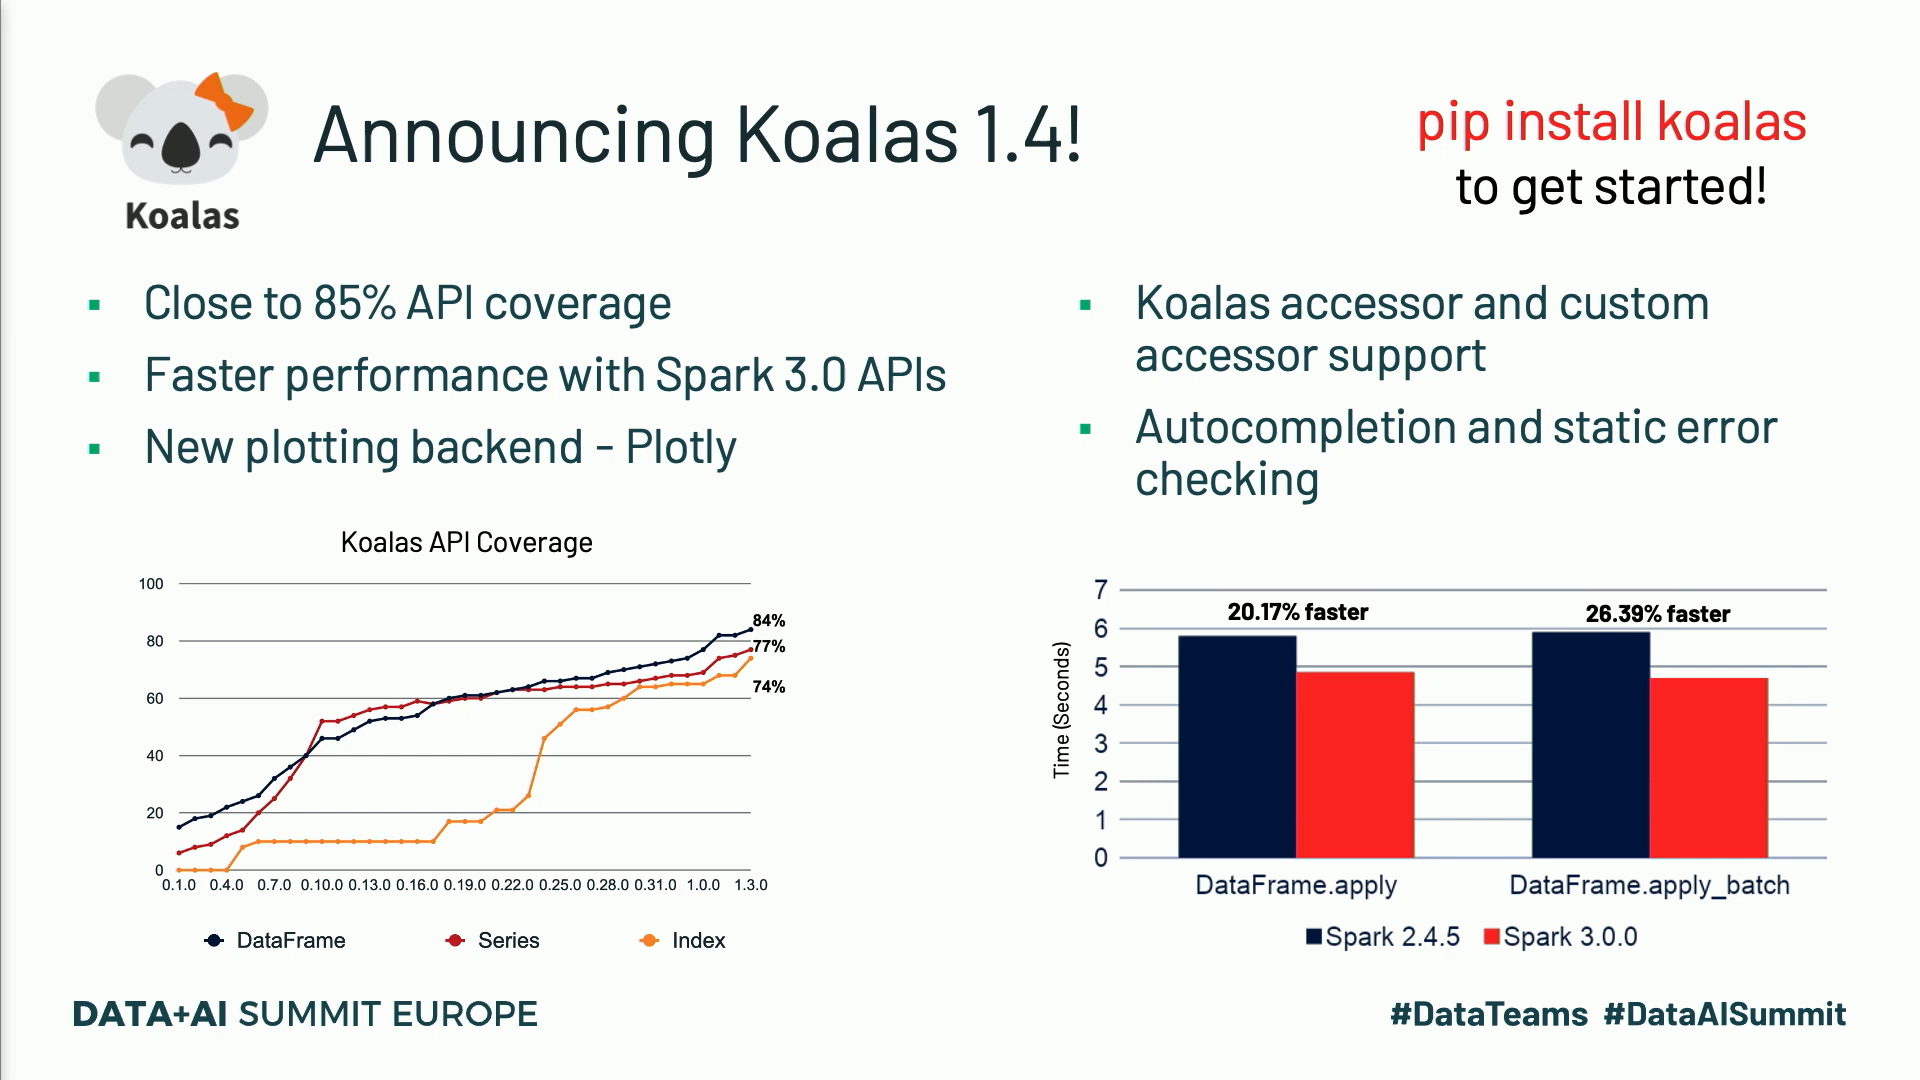 Koalas
Announcing Koalas 1.4!
pip install koalas
to get started!
▪ Close to 85% API coverage
▪ Faster performance with Spark 3.0 APIs
▪ New plotting backend – Plotly
▪ Koalas accessor and custom
accessor support
▪ Autocompletion and static error
checking
Koalas API Coverage
100
80
60
40
20
0
84%
77%
74%
0.1.0 0.4.0 0.7.0 0.10.0 0.13.0 0.16.0 0.19.0 0.22.0 0.25.0 0.28.0 0.31.0 1.0.0 1.3.0
DataFrame Series Index
Time (Seconds)
7
6
5
4
3
2
1
0
20.17% faster
26.39% faster
DataFrame.apply DataFrame.apply_batch
Spark 2.4.5 Spark 3.0.0
DATA+AI SUMMIT EUROPE
#DataTeams #DataAISummit